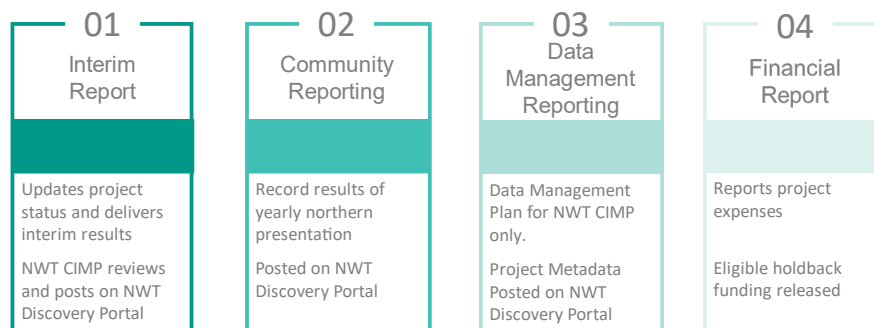 01
Interim
Report
Updates project
status and delivers
interim results
NWT CIMP reviews
and posts on NWT
Discovery Portal
02
Community
Reporting
Record results of
yearly northern
presentation
Posted on NWT
Discovery Portal
03
Data
Management
Reporting
Data Management
Plan for NWT CIMP
only.
Project Metadata
Posted on NWT
Discovery Portal
04
Financial
Report
Reports project
expenses
Eligible holdback
funding released